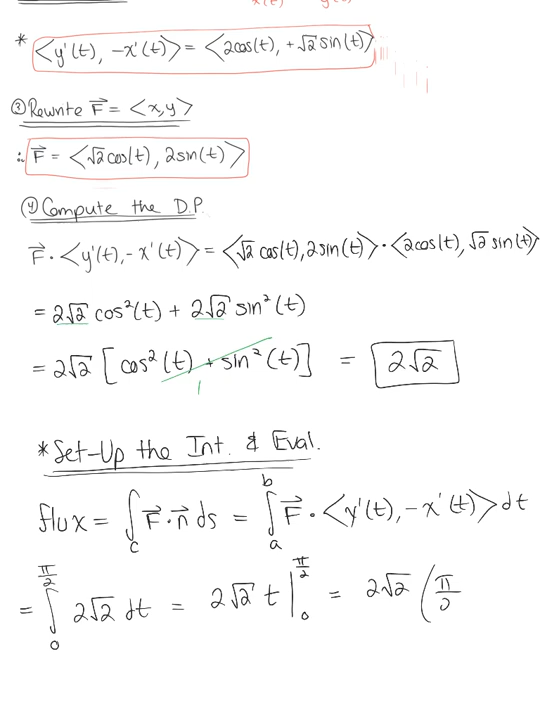 x(t) y(t)
* <y'(t), -x'(t)> = <2cos(t), +√2 sin(t)>
③ Rewrite F⃗ = <x,y>
∴ F⃗ = <√2 cos(t), 2sin(t)>
④ Compute the D.P.
F⃗ · <y'(t), -x'(t)> = <√2 cos(t), 2sin(t)> · <2cos(t), √2 sin(t)>
= 2√2 cos²(t) + 2√2 sin²(t)
= 2√2 [cos²(t) + sin²(t)] = 2√2
1
* Set-Up the Int. & Eval.
flux = ∫_C F⃗ · n⃗ ds = ∫_a^b F⃗ · <y'(t), -x'(t)> dt
= ∫_0^{π/2} 2√2 dt = 2√2 t |_0^{π/2} = 2√2 (π/2